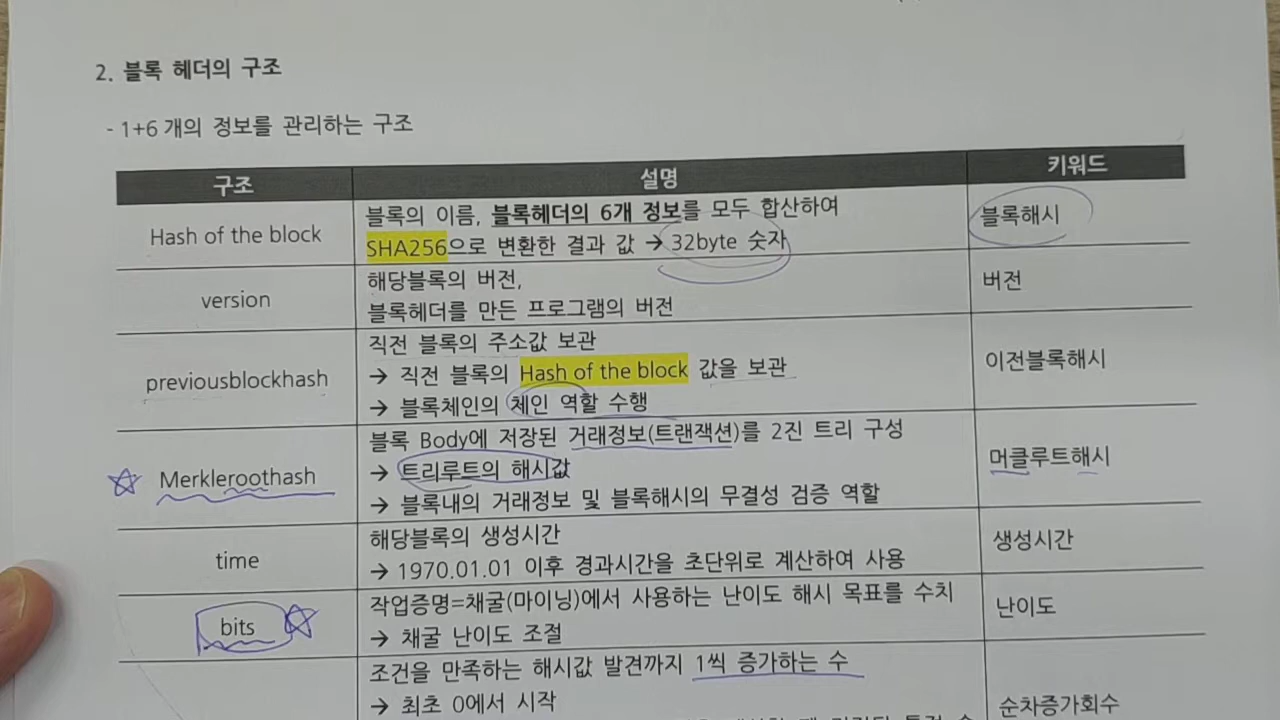 2. 블록 헤더의 구조
- 1+6 개의 정보를 관리하는 구조
구조 설명 키워드
Hash of the block
블록의 이름, 블록헤더의 6개 정보를 모두 합산하여
SHA256으로 변환한 결과 값 → 32byte 숫자
블록해시
version
해당블록의 버전,
블록헤더를 만든 프로그램의 버전
버전
previousblockhash
직전 블록의 주소값 보관
→ 직전 블록의 Hash of the block 값을 보관
→ 블록체인의 체인 역할 수행
이전블록해시
Merkleroothash
블록 Body에 저장된 거래정보(트랜잭션)를 2진 트리 구성
→ 트리루트의 해시값
→ 블록내의 거래정보 및 블록해시의 무결성 검증 역할
머클루트해시
time
해당블록의 생성시간
→ 1970.01.01 이후 경과시간을 초단위로 계산하여 사용
생성시간
bits
작업증명=채굴(마이닝)에서 사용하는 난이도 해시 목표를 수치
→ 채굴 난이도 조절
난이도
조건을 만족하는 해시값 발견까지 1씩 증가하는 수
→ 최초 0에서 시작
순차증가회수